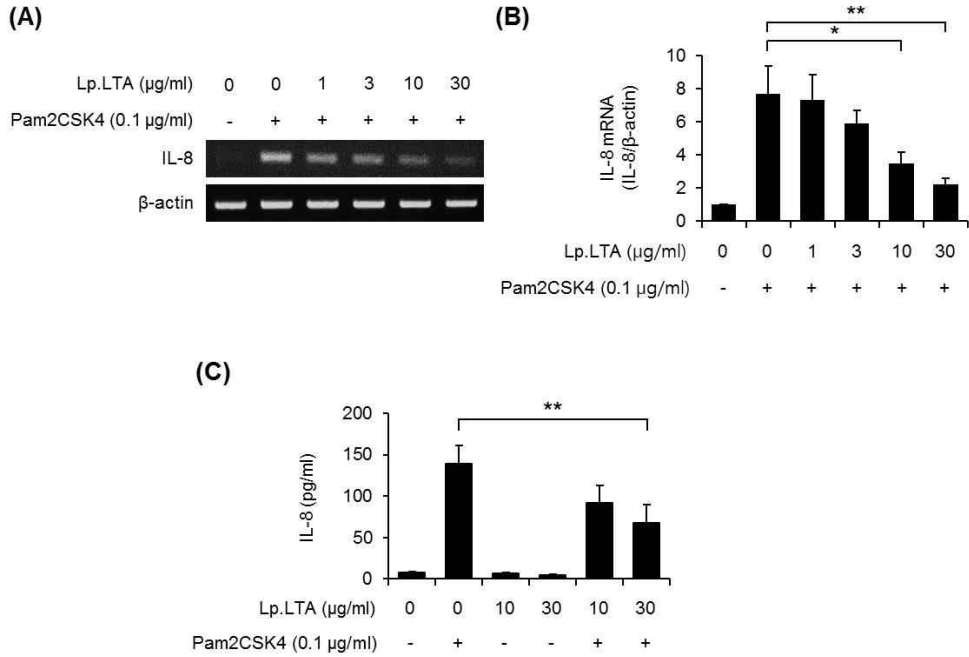 (A)
Lp.LTA (µg/ml) 0 0 1 3 10 30
Pam2CSK4 (0.1 µg/ml) - + + + + +
IL-8
β-actin
(B)
** 
*
10
8
6
4
2
0
IL-8 mRNA
(IL-8/β-actin)
Lp.LTA (µg/ml) 0 0 1 3 10 30
Pam2CSK4 (0.1 µg/ml) - + + + + +
(C)
**
200
150
100
50
0
IL-8 (pg/ml)
Lp.LTA (µg/ml) 0 0 10 30 10 30
Pam2CSK4 (0.1 µg/ml) - + - - + +